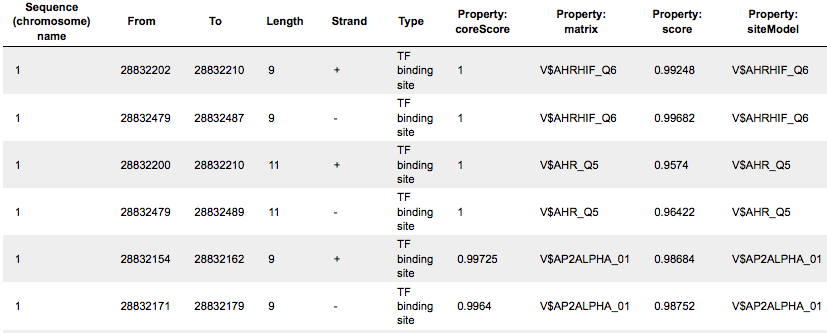 Sequence (chromosome) name From To Length Strand Type Property: coreScore Property: matrix Property: score Property: siteModel
1 28832202 28832210 9 + TF binding site 1 V$AHRHIF_Q6 0.99248 V$AHRHIF_Q6
1 28832479 28832487 9 - TF binding site 1 V$AHRHIF_Q6 0.99682 V$AHRHIF_Q6
1 28832200 28832210 11 + TF binding site 1 V$AHR_Q5 0.9574 V$AHR_Q5
1 28832479 28832489 11 - TF binding site 1 V$AHR_Q5 0.96422 V$AHR_Q5
1 28832154 28832162 9 + TF binding site 0.99725 V$AP2ALPHA_01 0.98684 V$AP2ALPHA_01
1 28832171 28832179 9 - TF binding site 0.9964 V$AP2ALPHA_01 0.98752 V$AP2ALPHA_01